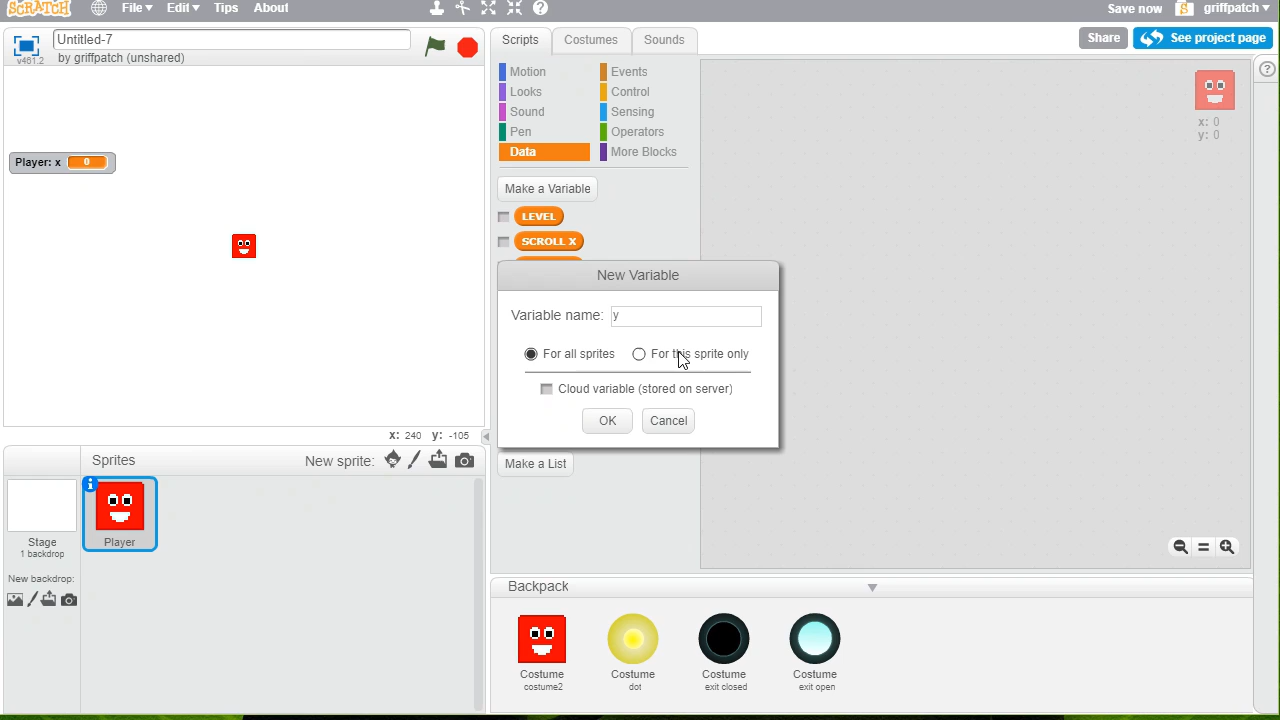 SCRATCH File Edit Tips About Save now griffpatch
Untitled-7
by griffpatch (unshared)
v461.2
Scripts Costumes Sounds
Share See project page
Motion Events
Looks Control
Sound Sensing
Pen Operators
Data More Blocks
x: 0
y: 0
Player: x 0
Make a Variable
LEVEL
SCROLL X
New Variable
Variable name: y
For all sprites For this sprite only
Cloud variable (stored on server)
OK Cancel
x: 240 y: -105
Make a List
Sprites New sprite:
Stage
1 backdrop
Player
New backdrop:
Backpack
Costume
costume2
Costume
dot
Costume
exit closed
Costume
exit open